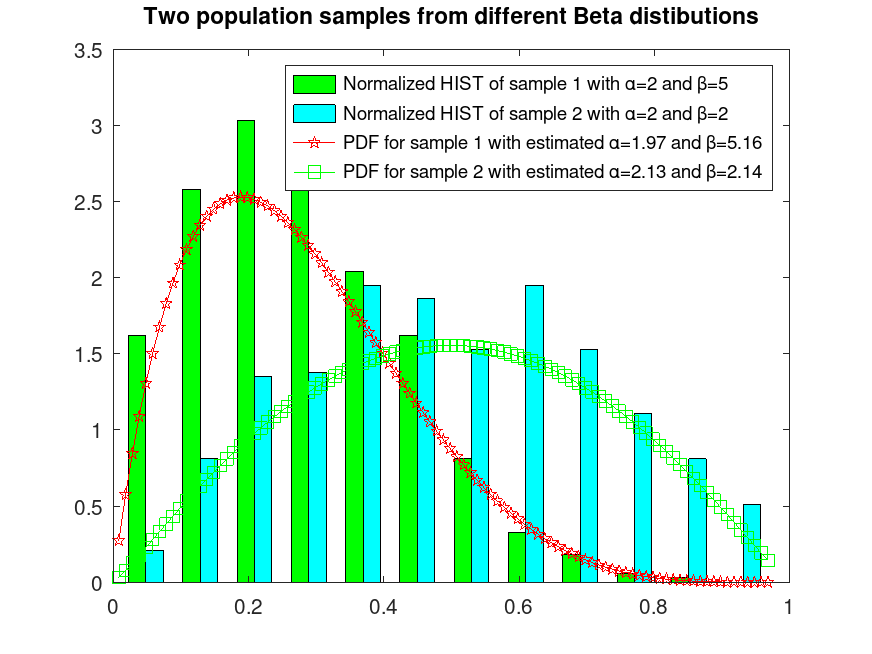 Two population samples from different Beta distibutions
3.5
3
2.5
2
1.5
1
0.5
0
Normalized HIST of sample 1 with α=2 and β=5
Normalized HIST of sample 2 with α=2 and β=2
PDF for sample 1 with estimated α=1.97 and β=5.16
PDF for sample 2 with estimated α=2.13 and β=2.14
0 0.2 0.4 0.6 0.8 1